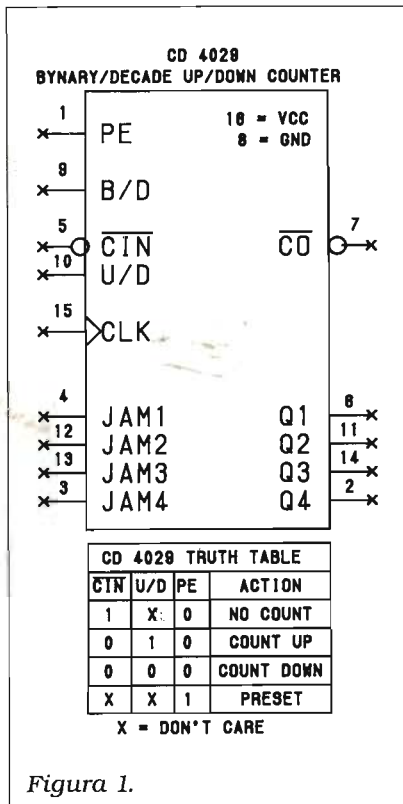 CD 4029
BYNARY/DECADE UP/DOWN COUNTER
1 PE 16 = VCC
8 = GND
9 B/D
5 CIN CO 7
10 U/D
15 CLK
4 JAM1 Q1 6
12 JAM2 Q2 11
13 JAM3 Q3 14
3 JAM4 Q4 2
CD 4029 TRUTH TABLE
CIN U/D PE ACTION
1 X 0 NO COUNT
0 1 0 COUNT UP
0 0 0 COUNT DOWN
X X 1 PRESET
X = DON'T CARE
Figura 1.